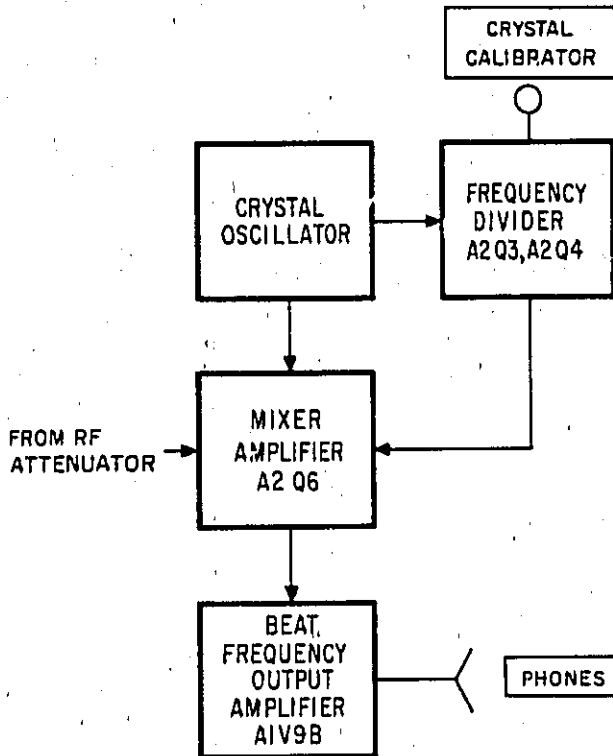 CRYSTAL
CALIBRATOR
CRYSTAL
OSCILLATOR
FREQUENCY
DIVIDER
A2Q3, A2Q4
FROM RF
ATTENUATOR
MIXER
AMPLIFIER
A2 Q6
BEAT
FREQUENCY
OUTPUT
AMPLIFIER
A1V9B
PHONES